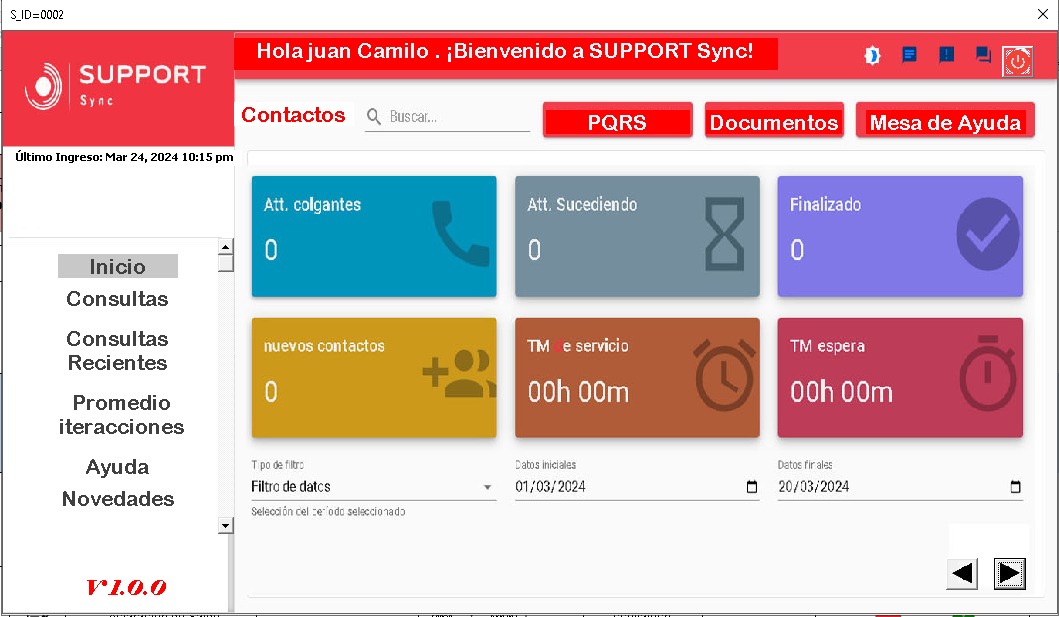 S_ID=0002
Hola juan Camilo . ¡Bienvenido a SUPPORT Sync!
SUPPORT
Sync
Contactos
Buscar...
PQRS
Documentos
Mesa de Ayuda
Último Ingreso: Mar 24, 2024 10:15 pm
Att. colgantes
0
Att. Sucediendo
0
Finalizado
0
nuevos contactos
0
TM e servicio
00h 00m
TM espera
00h 00m
Inicio
Consultas
Consultas
Recientes
Promedio
iteracciones
Ayuda
Novedades
Tipo de filtro
Filtro de datos
Selección del período seleccionado
Datos iniciales
01/03/2024
Datos finales
20/03/2024
V 1.0.0